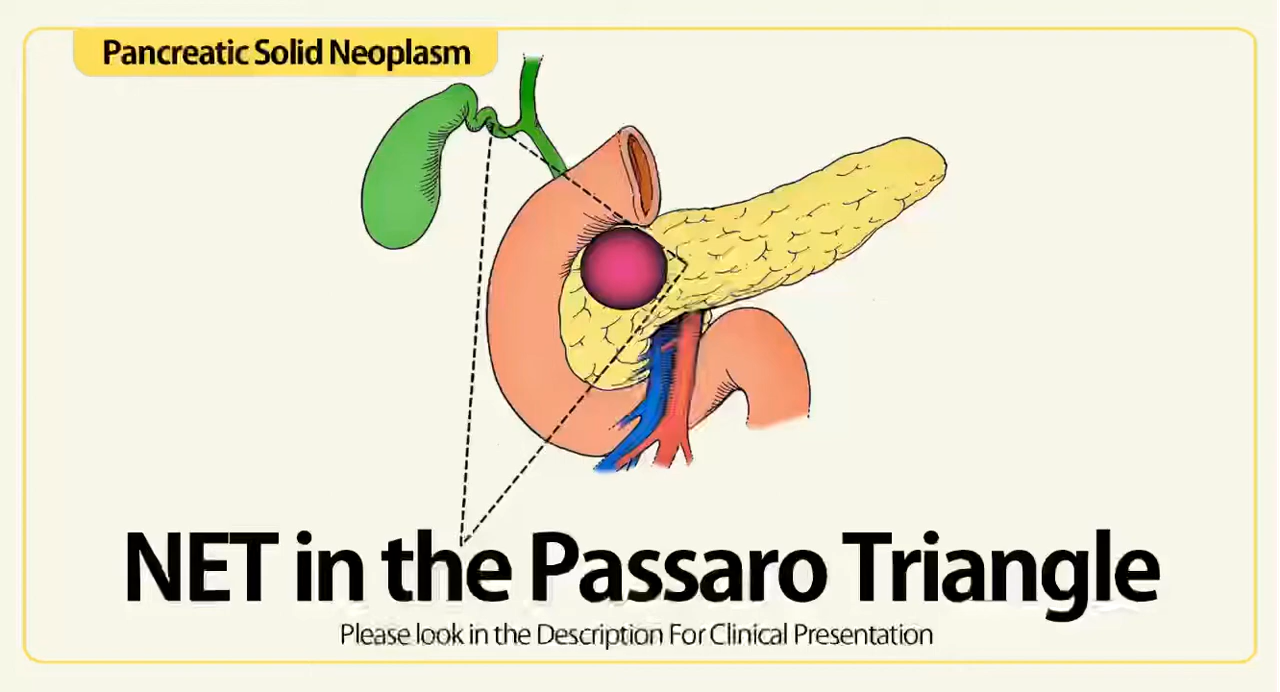 Pancreatic Solid Neoplasm
NET in the Passaro Triangle
Please look in the Description For Clinical Presentation